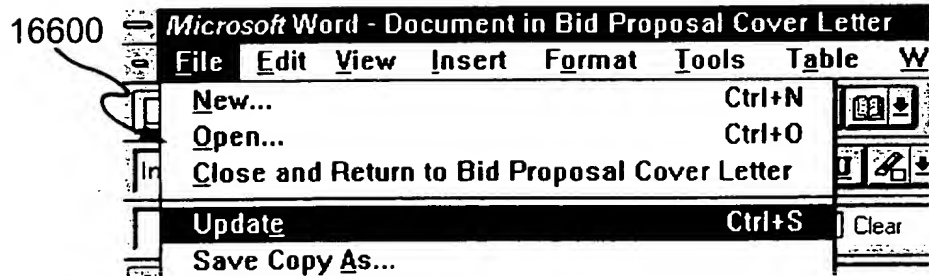 16600
Microsoft Word - Document in Bid Proposal Cover Letter
File Edit View Insert Format Tools Table W
New... Ctrl+N
Open... Ctrl+O
Close and Return to Bid Proposal Cover Letter
Update Ctrl+S
Clear
Save Copy As...